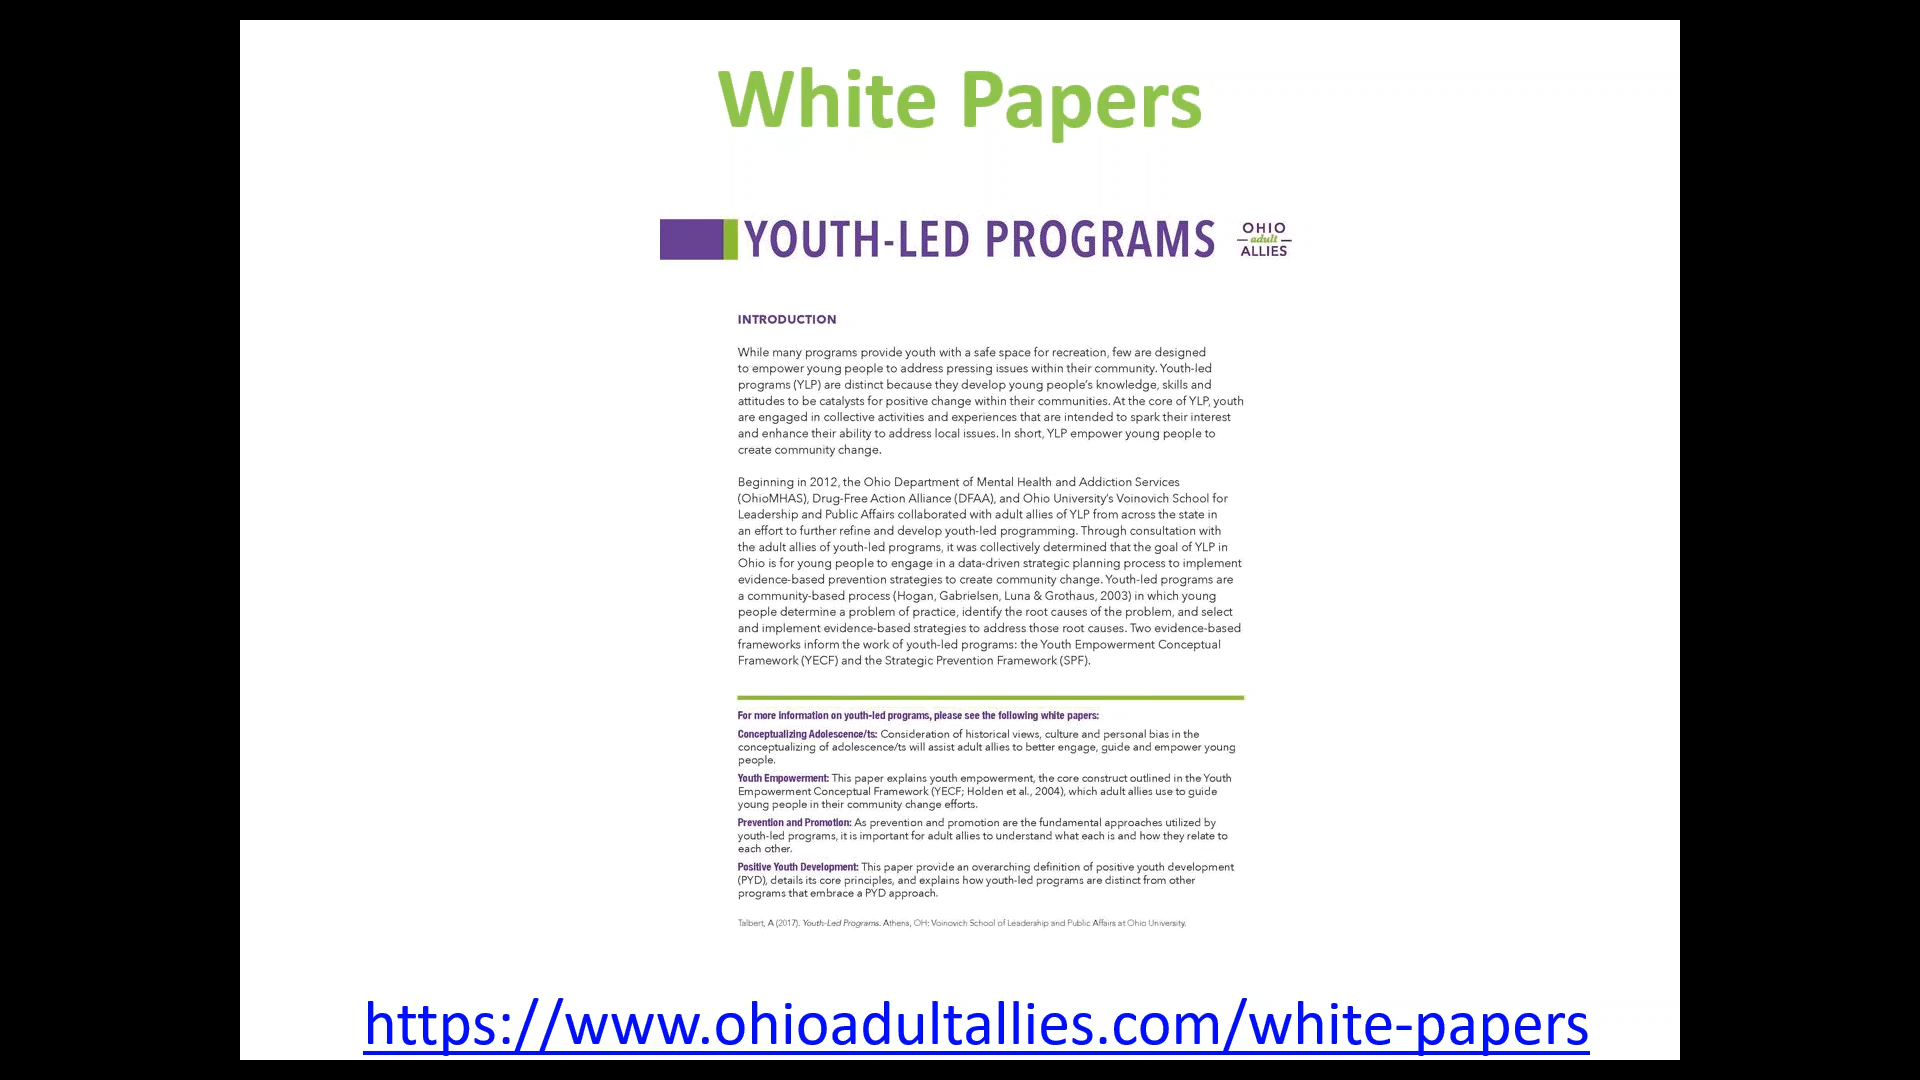 White Papers
YOUTH-LED PROGRAMS
OHIO
adult
ALLIES
INTRODUCTION
While many programs provide youth with a safe space for recreation, few are designed
to empower young people to address pressing issues within their community. Youth-led
programs (YLP) are distinct because they develop young people's knowledge, skills and
attitudes to be catalysts for positive change within their communities. At the core of YLP, youth
are engaged in collective activities and experiences that are intended to spark their interest
and enhance their ability to address local issues. In short, YLP empower young people to
create community change.
Beginning in 2012, the Ohio Department of Mental Health and Addiction Services
(OhioMHAS), Drug-Free Action Alliance (DFAA), and Ohio University's Voinovich School for
Leadership and Public Affairs collaborated with adult allies of YLP from across the state in
an effort to further refine and develop youth-led programming. Through consultation with
the adult allies of youth-led programs, it was collectively determined that the goal of YLP in
Ohio is for young people to engage in a data-driven strategic planning process to implement
evidence-based prevention strategies to create community change. Youth-led programs are
a community-based process (Hogan, Gabrielsen, Luna & Grothaus, 2003) in which young
people determine a problem of practice, identify the root causes of the problem, and select
and implement evidence-based strategies to address those root causes. Two evidence-based
frameworks inform the work of youth-led programs: the Youth Empowerment Conceptual
Framework (YECF) and the Strategic Prevention Framework (SPF).
For more information on youth-led programs, please see the following white papers:
Conceptualizing Adolescence/ts: Consideration of historical views, culture and personal bias in the
conceptualizing of adolescence/ts will assist adult allies to better engage, guide and empower young
people.
Youth Empowerment: This paper explains youth empowerment, the core construct outlined in the Youth
Empowerment Conceptual Framework (YECF; Holden et al., 2004), which adult allies use to guide
young people in their community change efforts.
Prevention and Promotion: As prevention and promotion are the fundamental approaches utilized by
youth-led programs, it is important for adult allies to understand what each is and how they relate to
each other.
Positive Youth Development: This paper provide an overarching definition of positive youth development
(PYD), details its core principles, and explains how youth-led programs are distinct from other
programs that embrace a PYD approach.
Talbert, A (2017). Youth-Led Programs. Athens, OH: Voinovich School of Leadership and Public Affairs at Ohio University.
https://www.ohioadultallies.com/white-papers